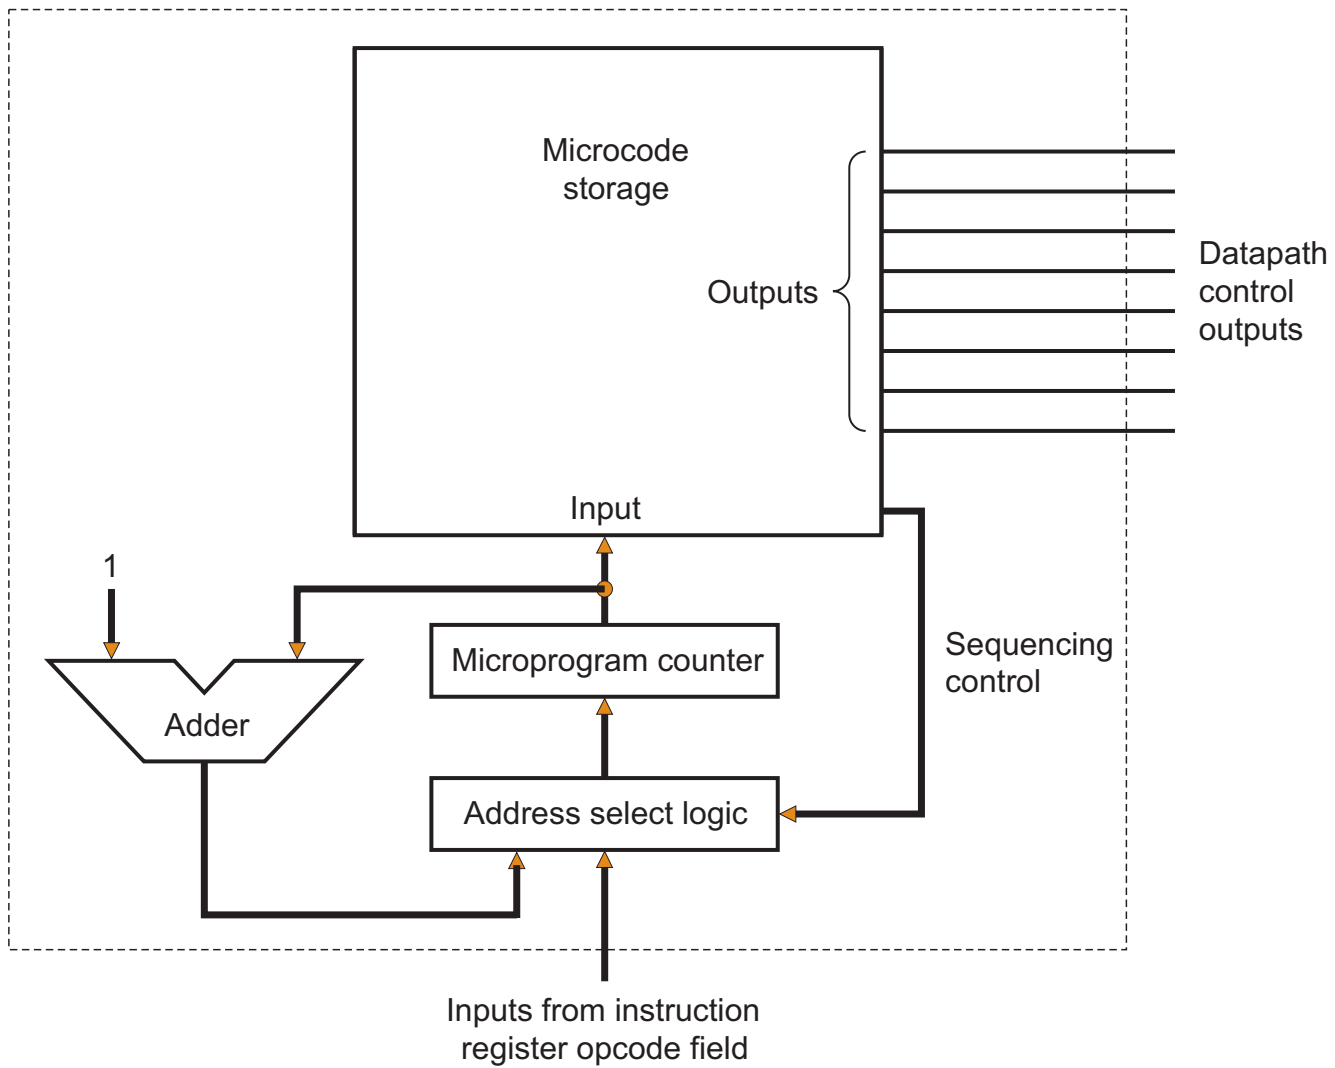 Microcode
storage
Outputs
Datapath
control
outputs
Input
1
Microprogram counter
Sequencing
control
Adder
Address select logic
Inputs from instruction
register opcode field